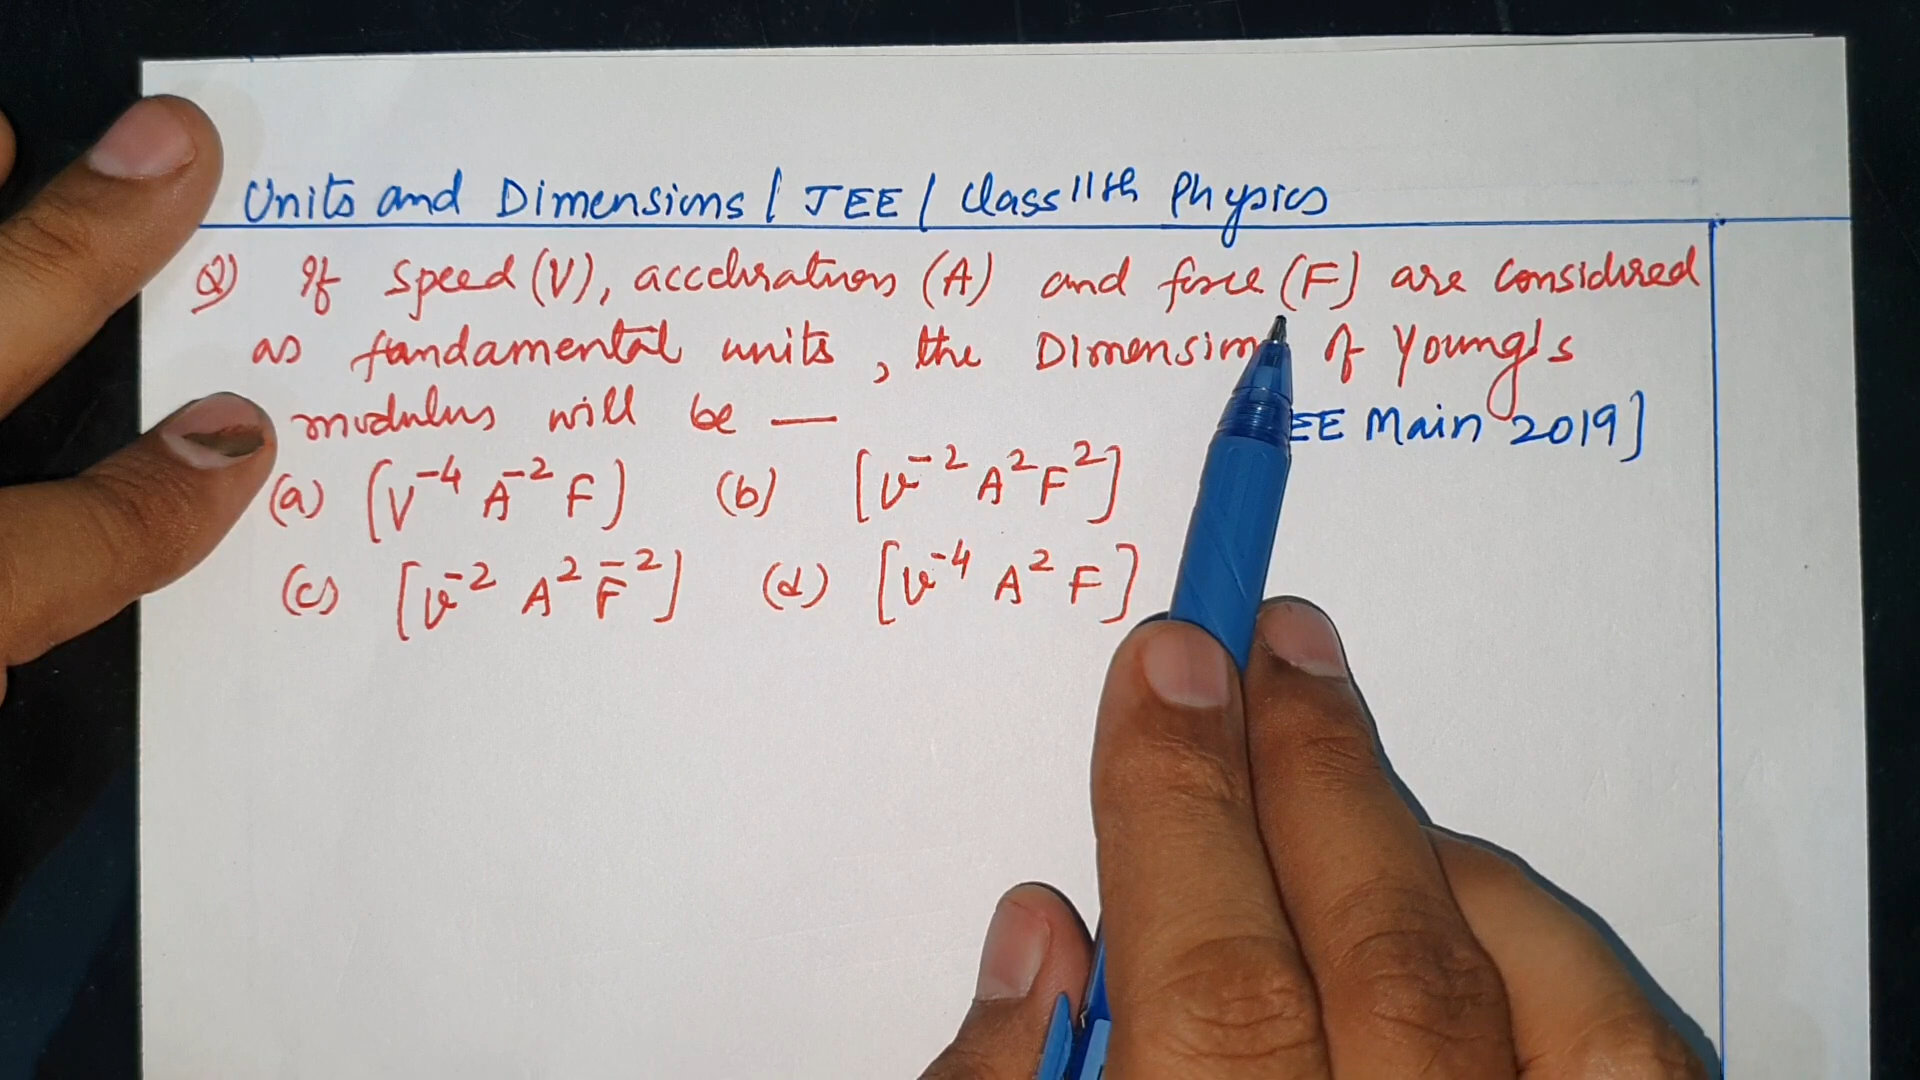 Units and Dimensions / JEE / Class 11th Physics
Q) If speed (V), acceleration (A) and force (F) are considered
as fundamental units, the Dimension of Young's
modulus will be —
EE Main 2019]
(a) [V⁻⁴ A⁻² F] (b) [V⁻² A² F²]
(c) [V⁻² A² F⁻²] (d) [V⁻⁴ A² F]